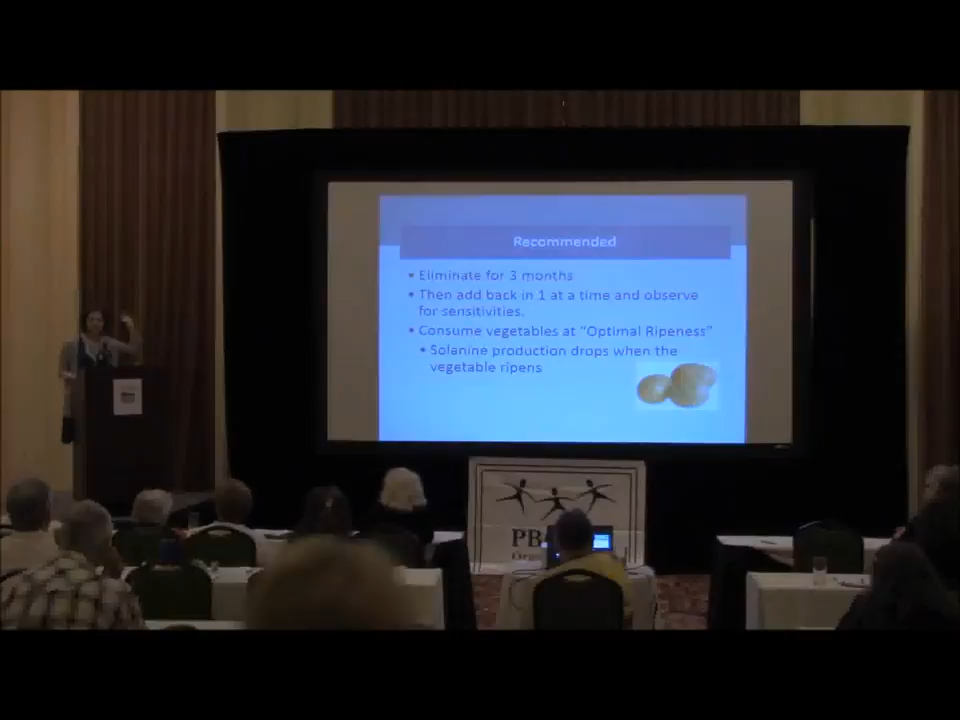 Recommended
Eliminate for 3 months
Then add back in 1 at a time and observe
for sensitivities.
Consume vegetables at "Optimal Ripeness"
Solanine production drops when the
vegetable ripens
PB
Orga